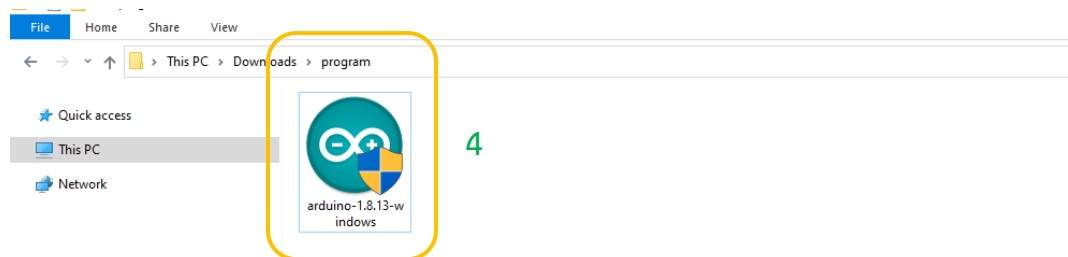 File Home Share View
This PC > Downloads > program
Quick access
This PC
Network
arduino-1.8.13-w
indows
4